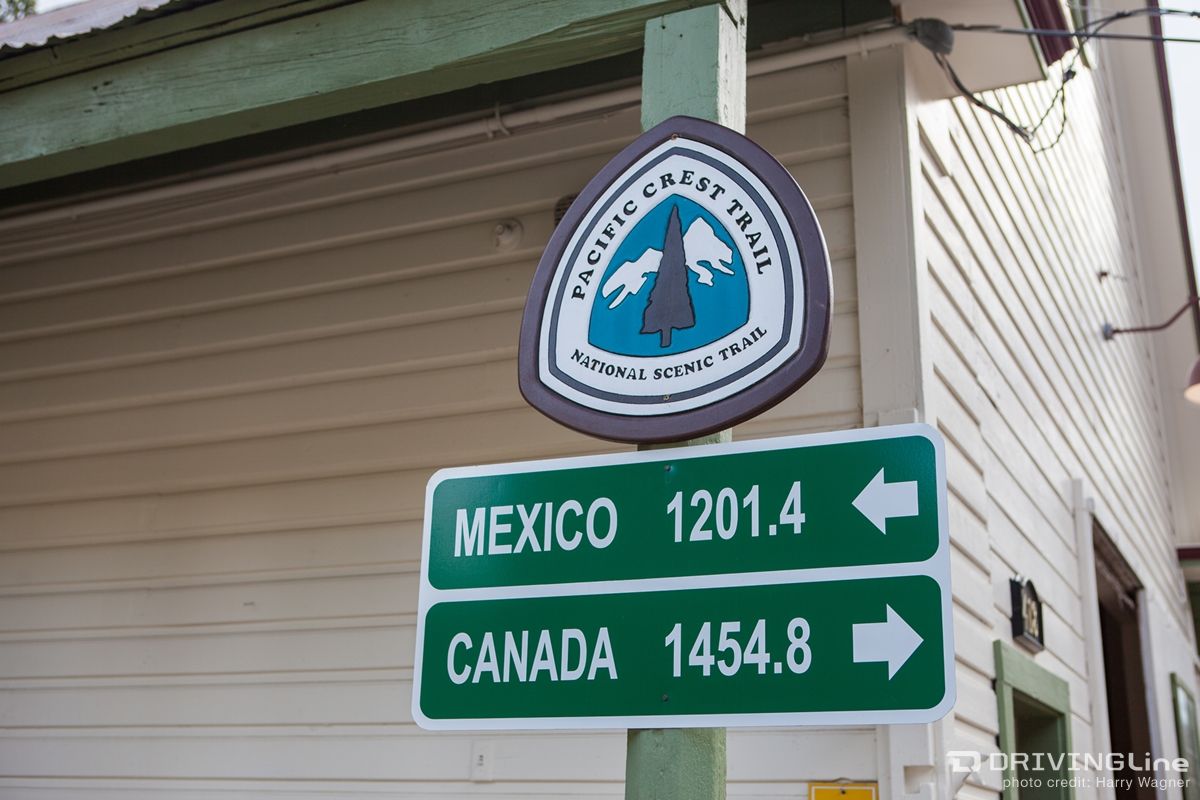 PACIFIC CREST TRAIL
NATIONAL SCENIC TRAIL
MEXICO 1201.4
CANADA 1454.8
DRIVINGLine
photo credit: Harry Wagner